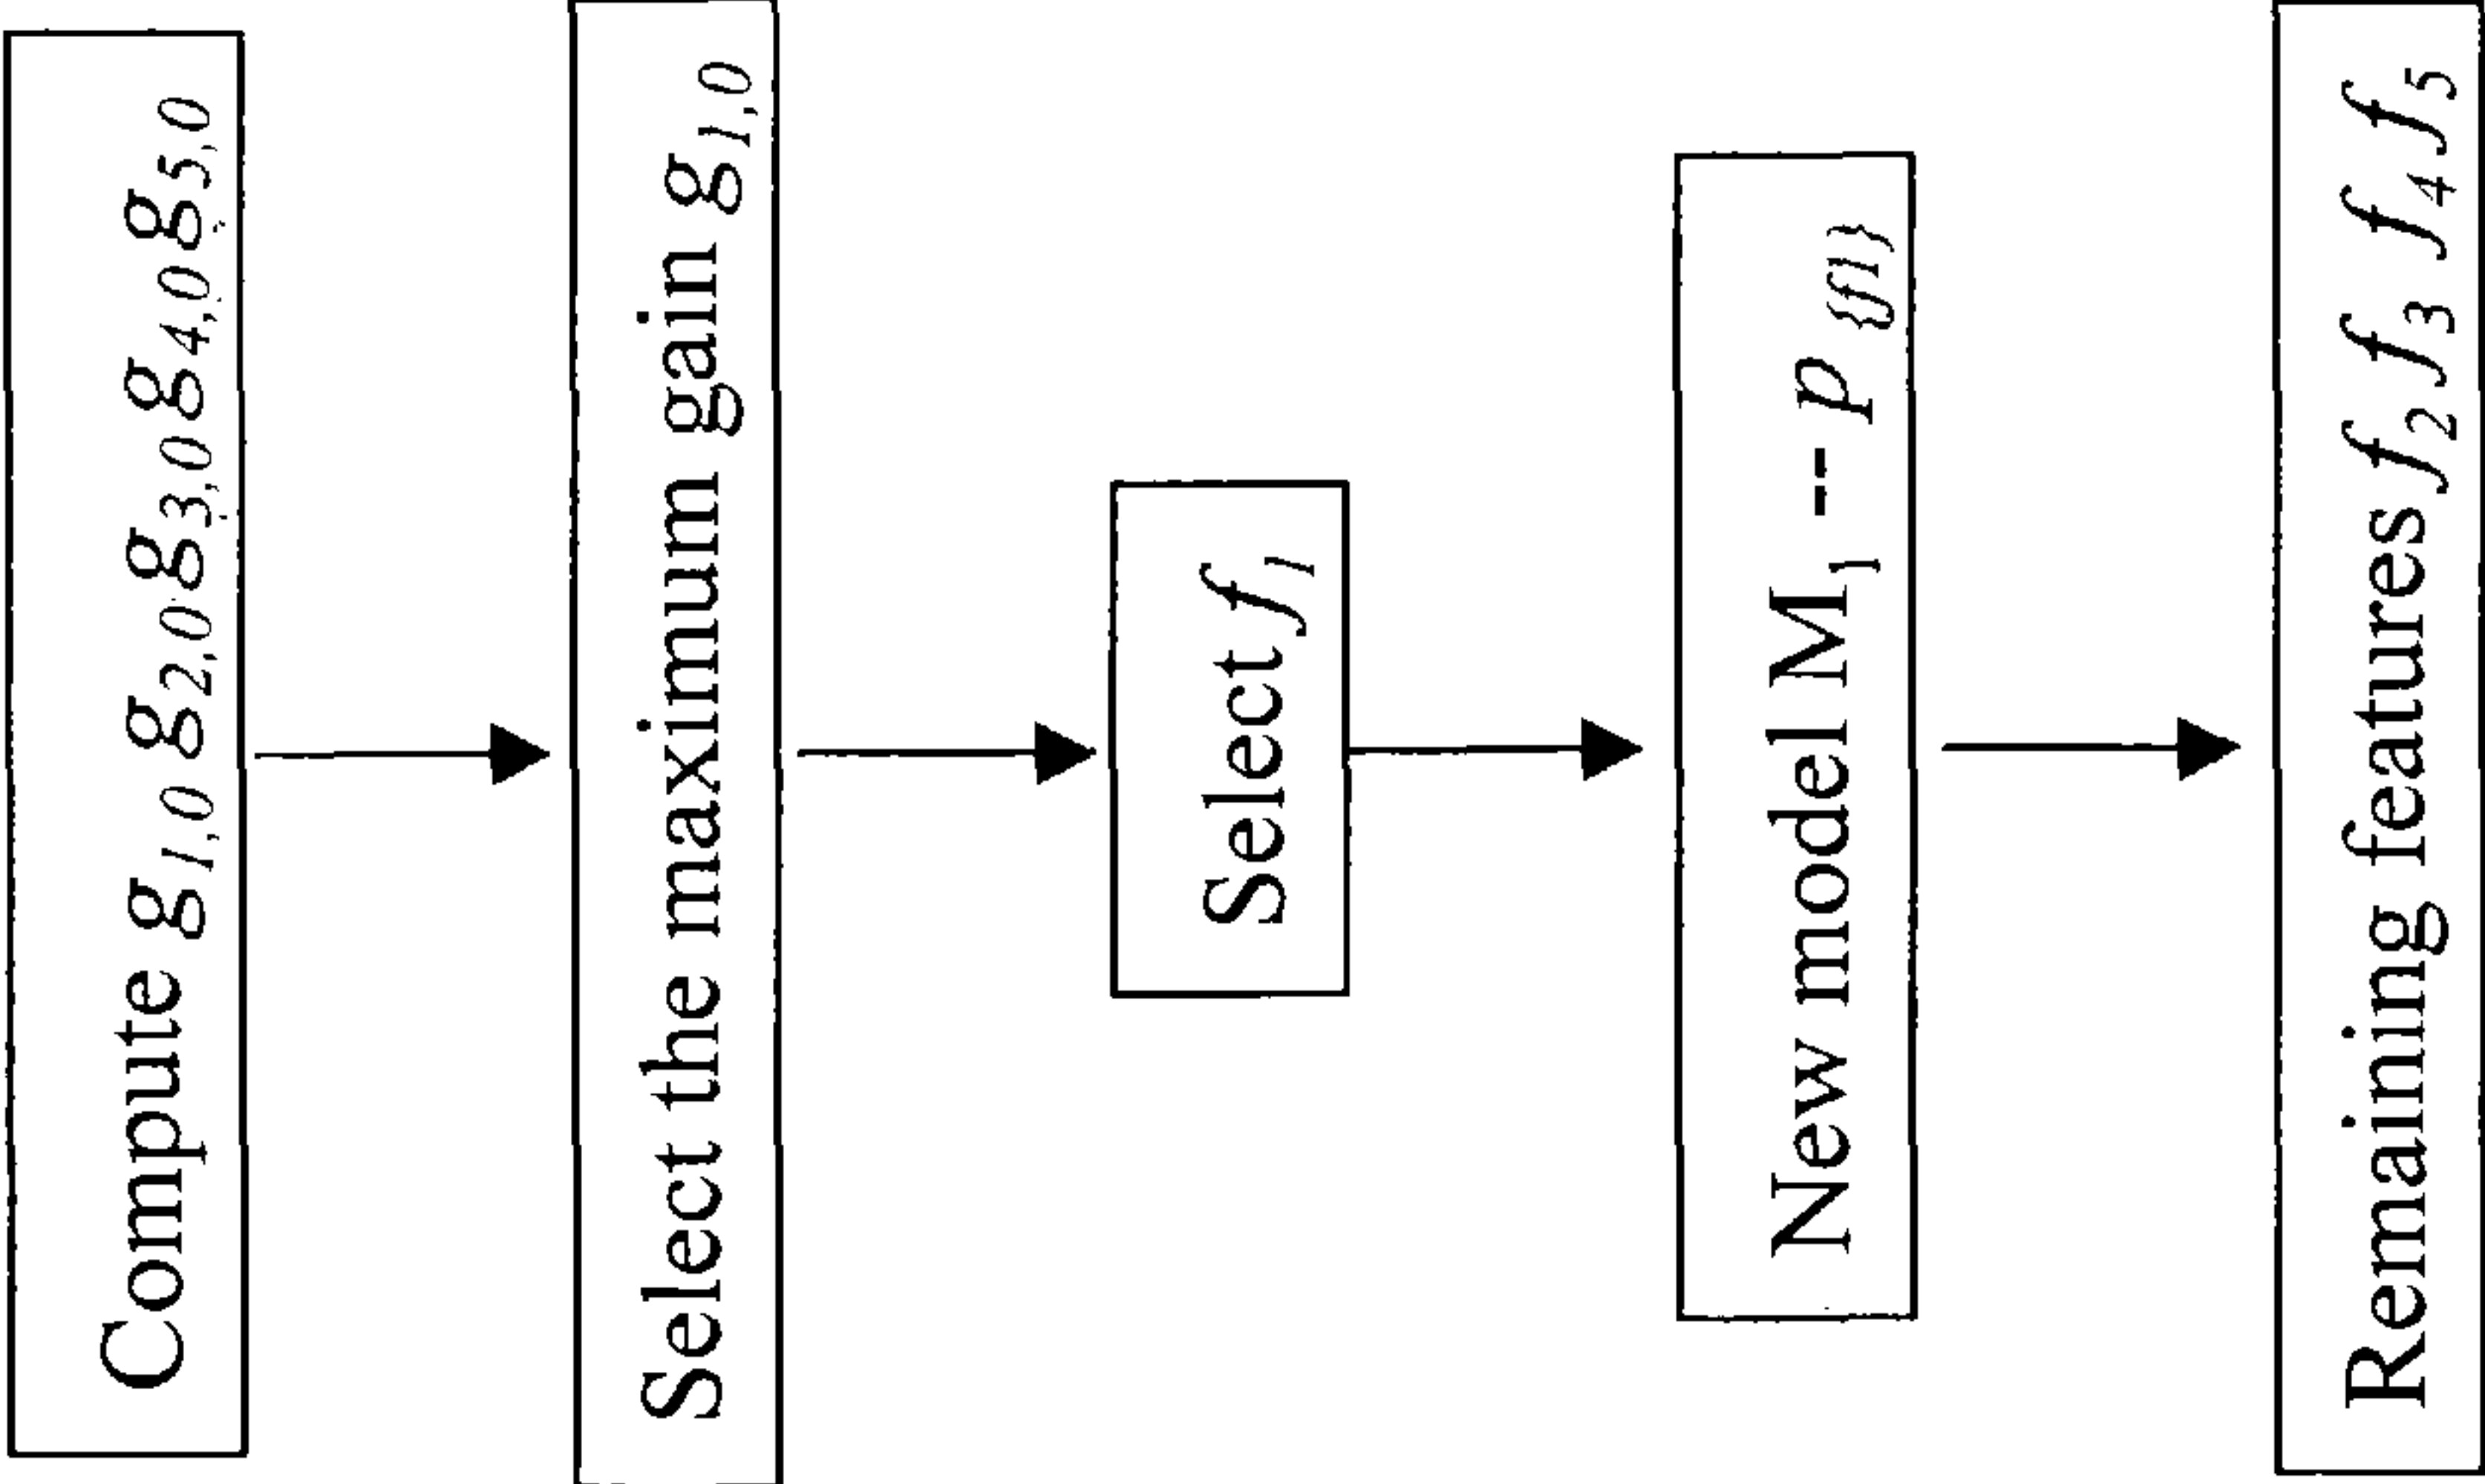 Compute g1,0 g2,0 g3,0 g4,0 g5,0
Select the maximum gain g1,0
Select f1
New model M1 -- p {f1}
Remaining features f2 f3 f4 f5